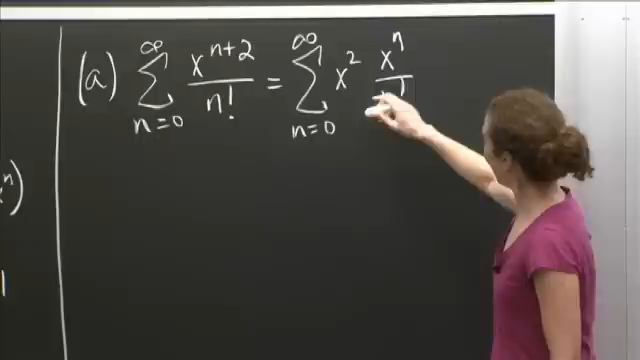 (a) ∑_{n=0}^{∞} x^{n+2}/n! = ∑_{n=0}^{∞} x^2 x^n/n!
n)